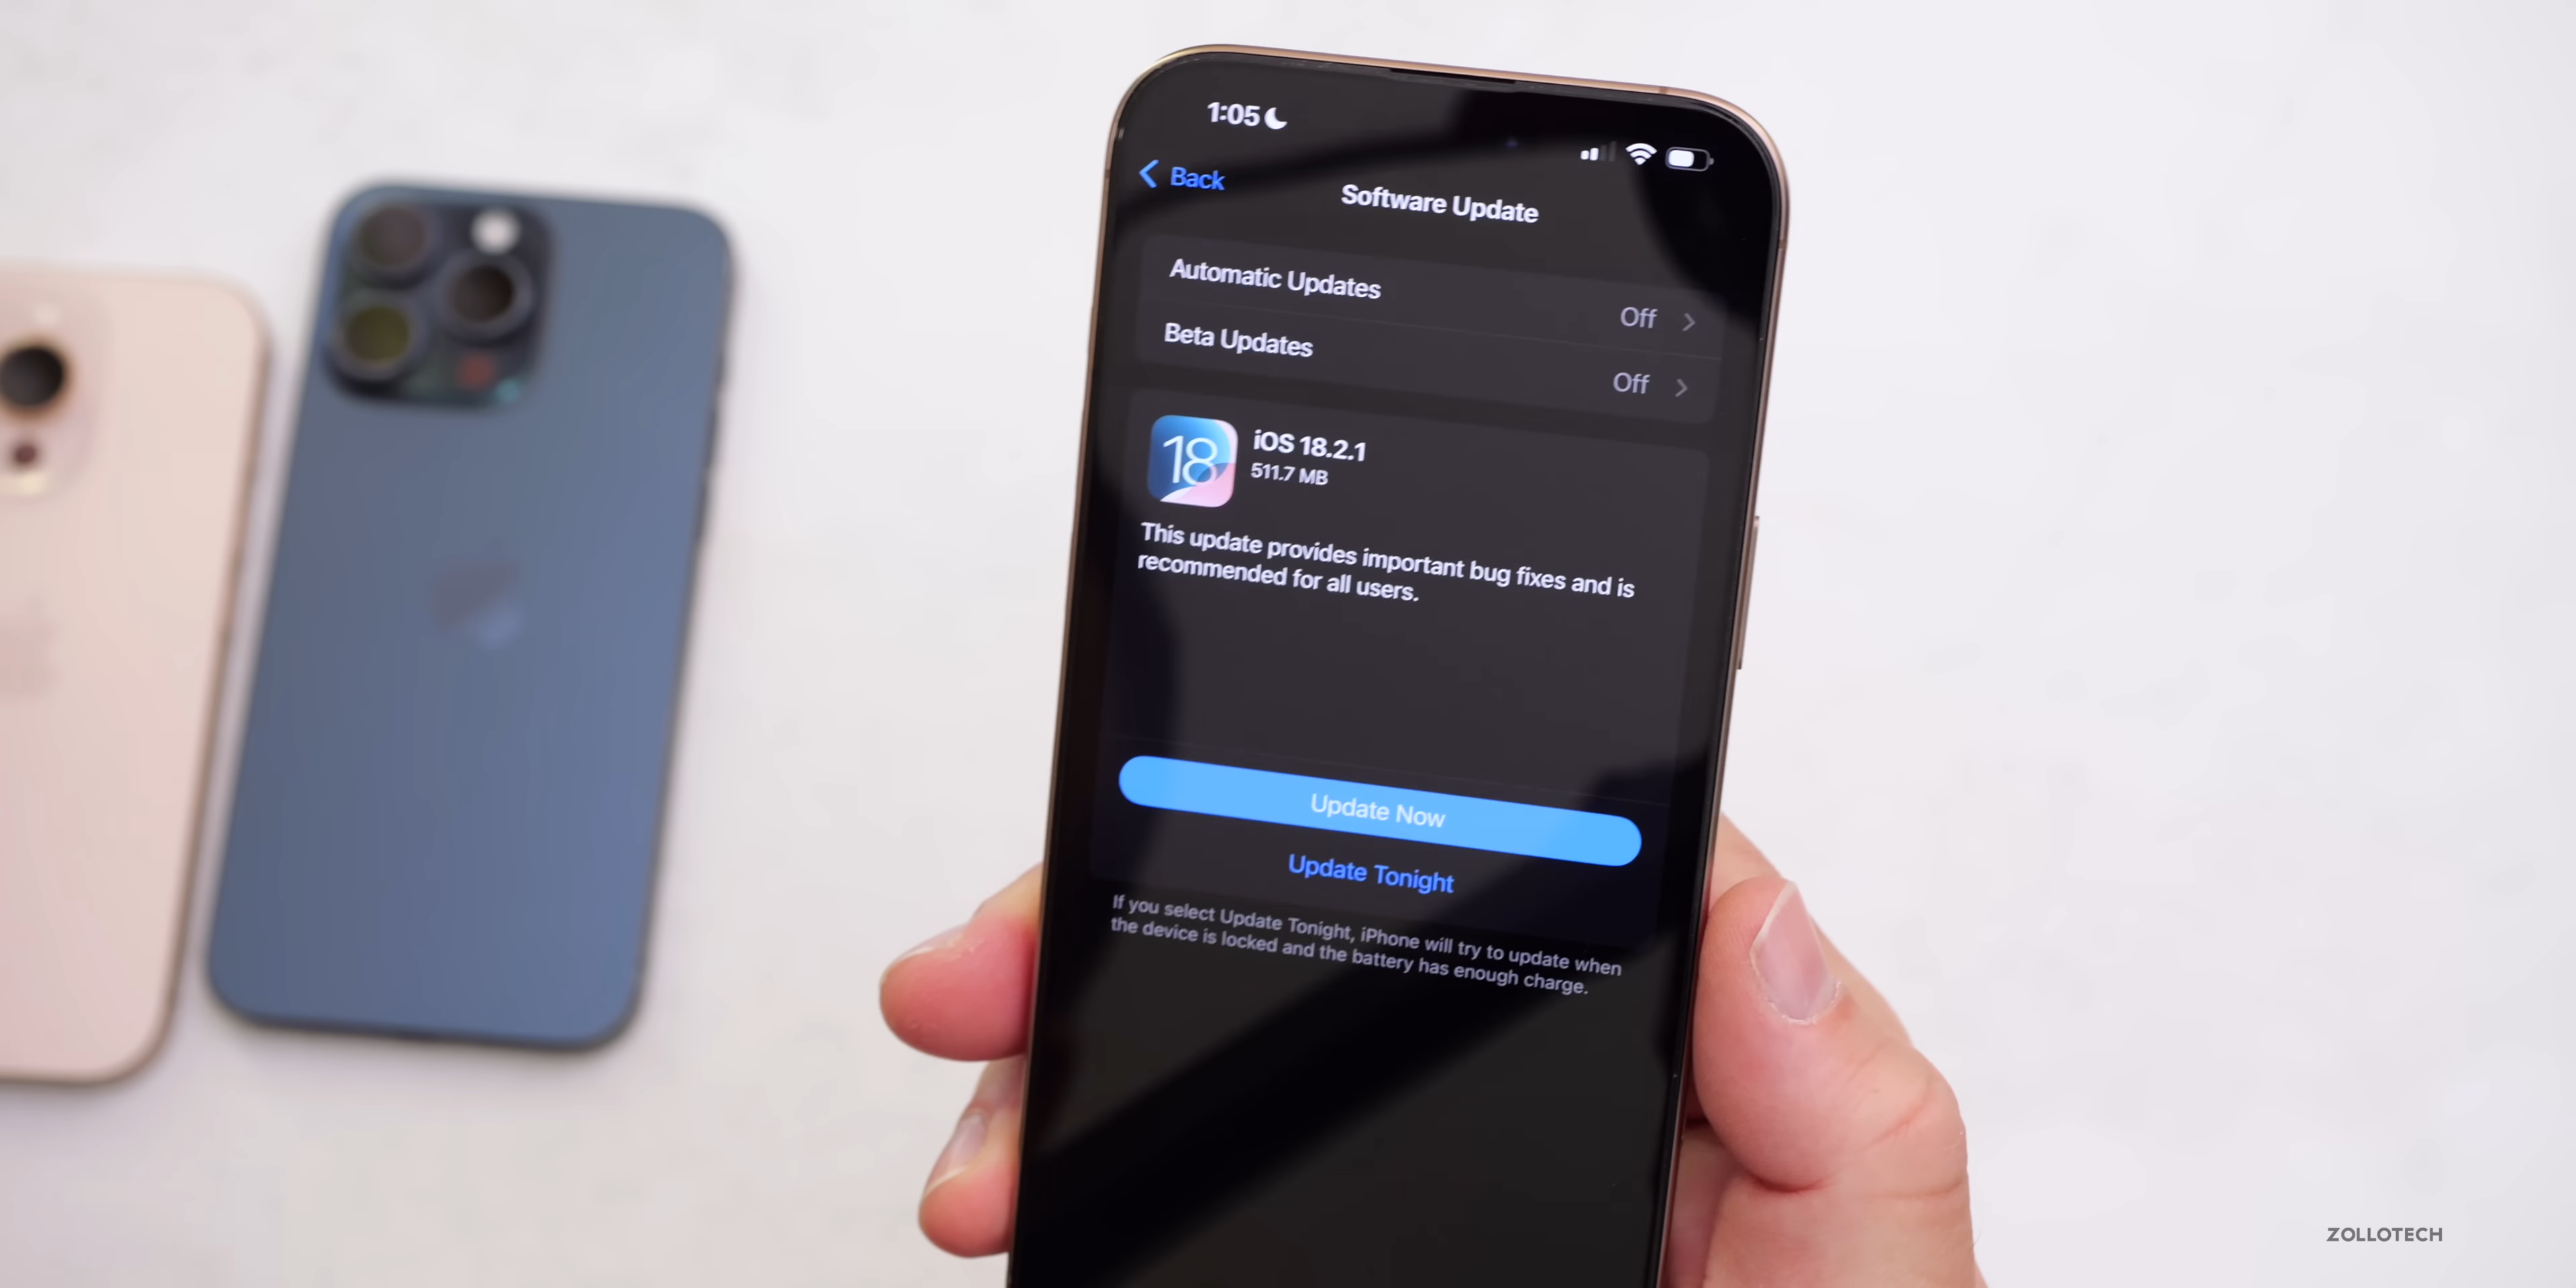 1:05
Back
Software Update
Automatic Updates Off
Beta Updates Off
18
iOS 18.2.1
511.7 MB
This update provides important bug fixes and is
recommended for all users.
Update Now
Update Tonight
If you select Update Tonight, iPhone will try to update when
the device is locked and the battery has enough charge.
ZOLLOTECH